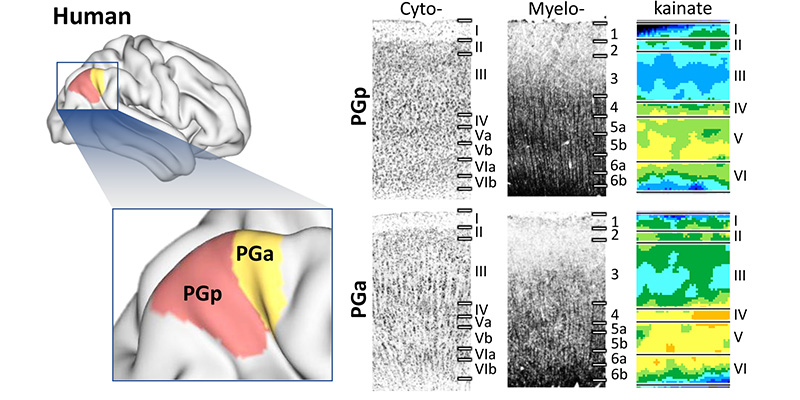 Human
PGa
PGp
Cyto-
Myelo-
kainate
PGp
I
II
III
IV
Va
Vb
VIa
VIb
1
2
3
4
5a
5b
6a
6b
I
II
III
IV
V
VI
PGa
I
II
III
IV
Va
Vb
VIa
VIb
1
2
3
4
5a
5b
6a
6b
I
II
III
IV
V
VI